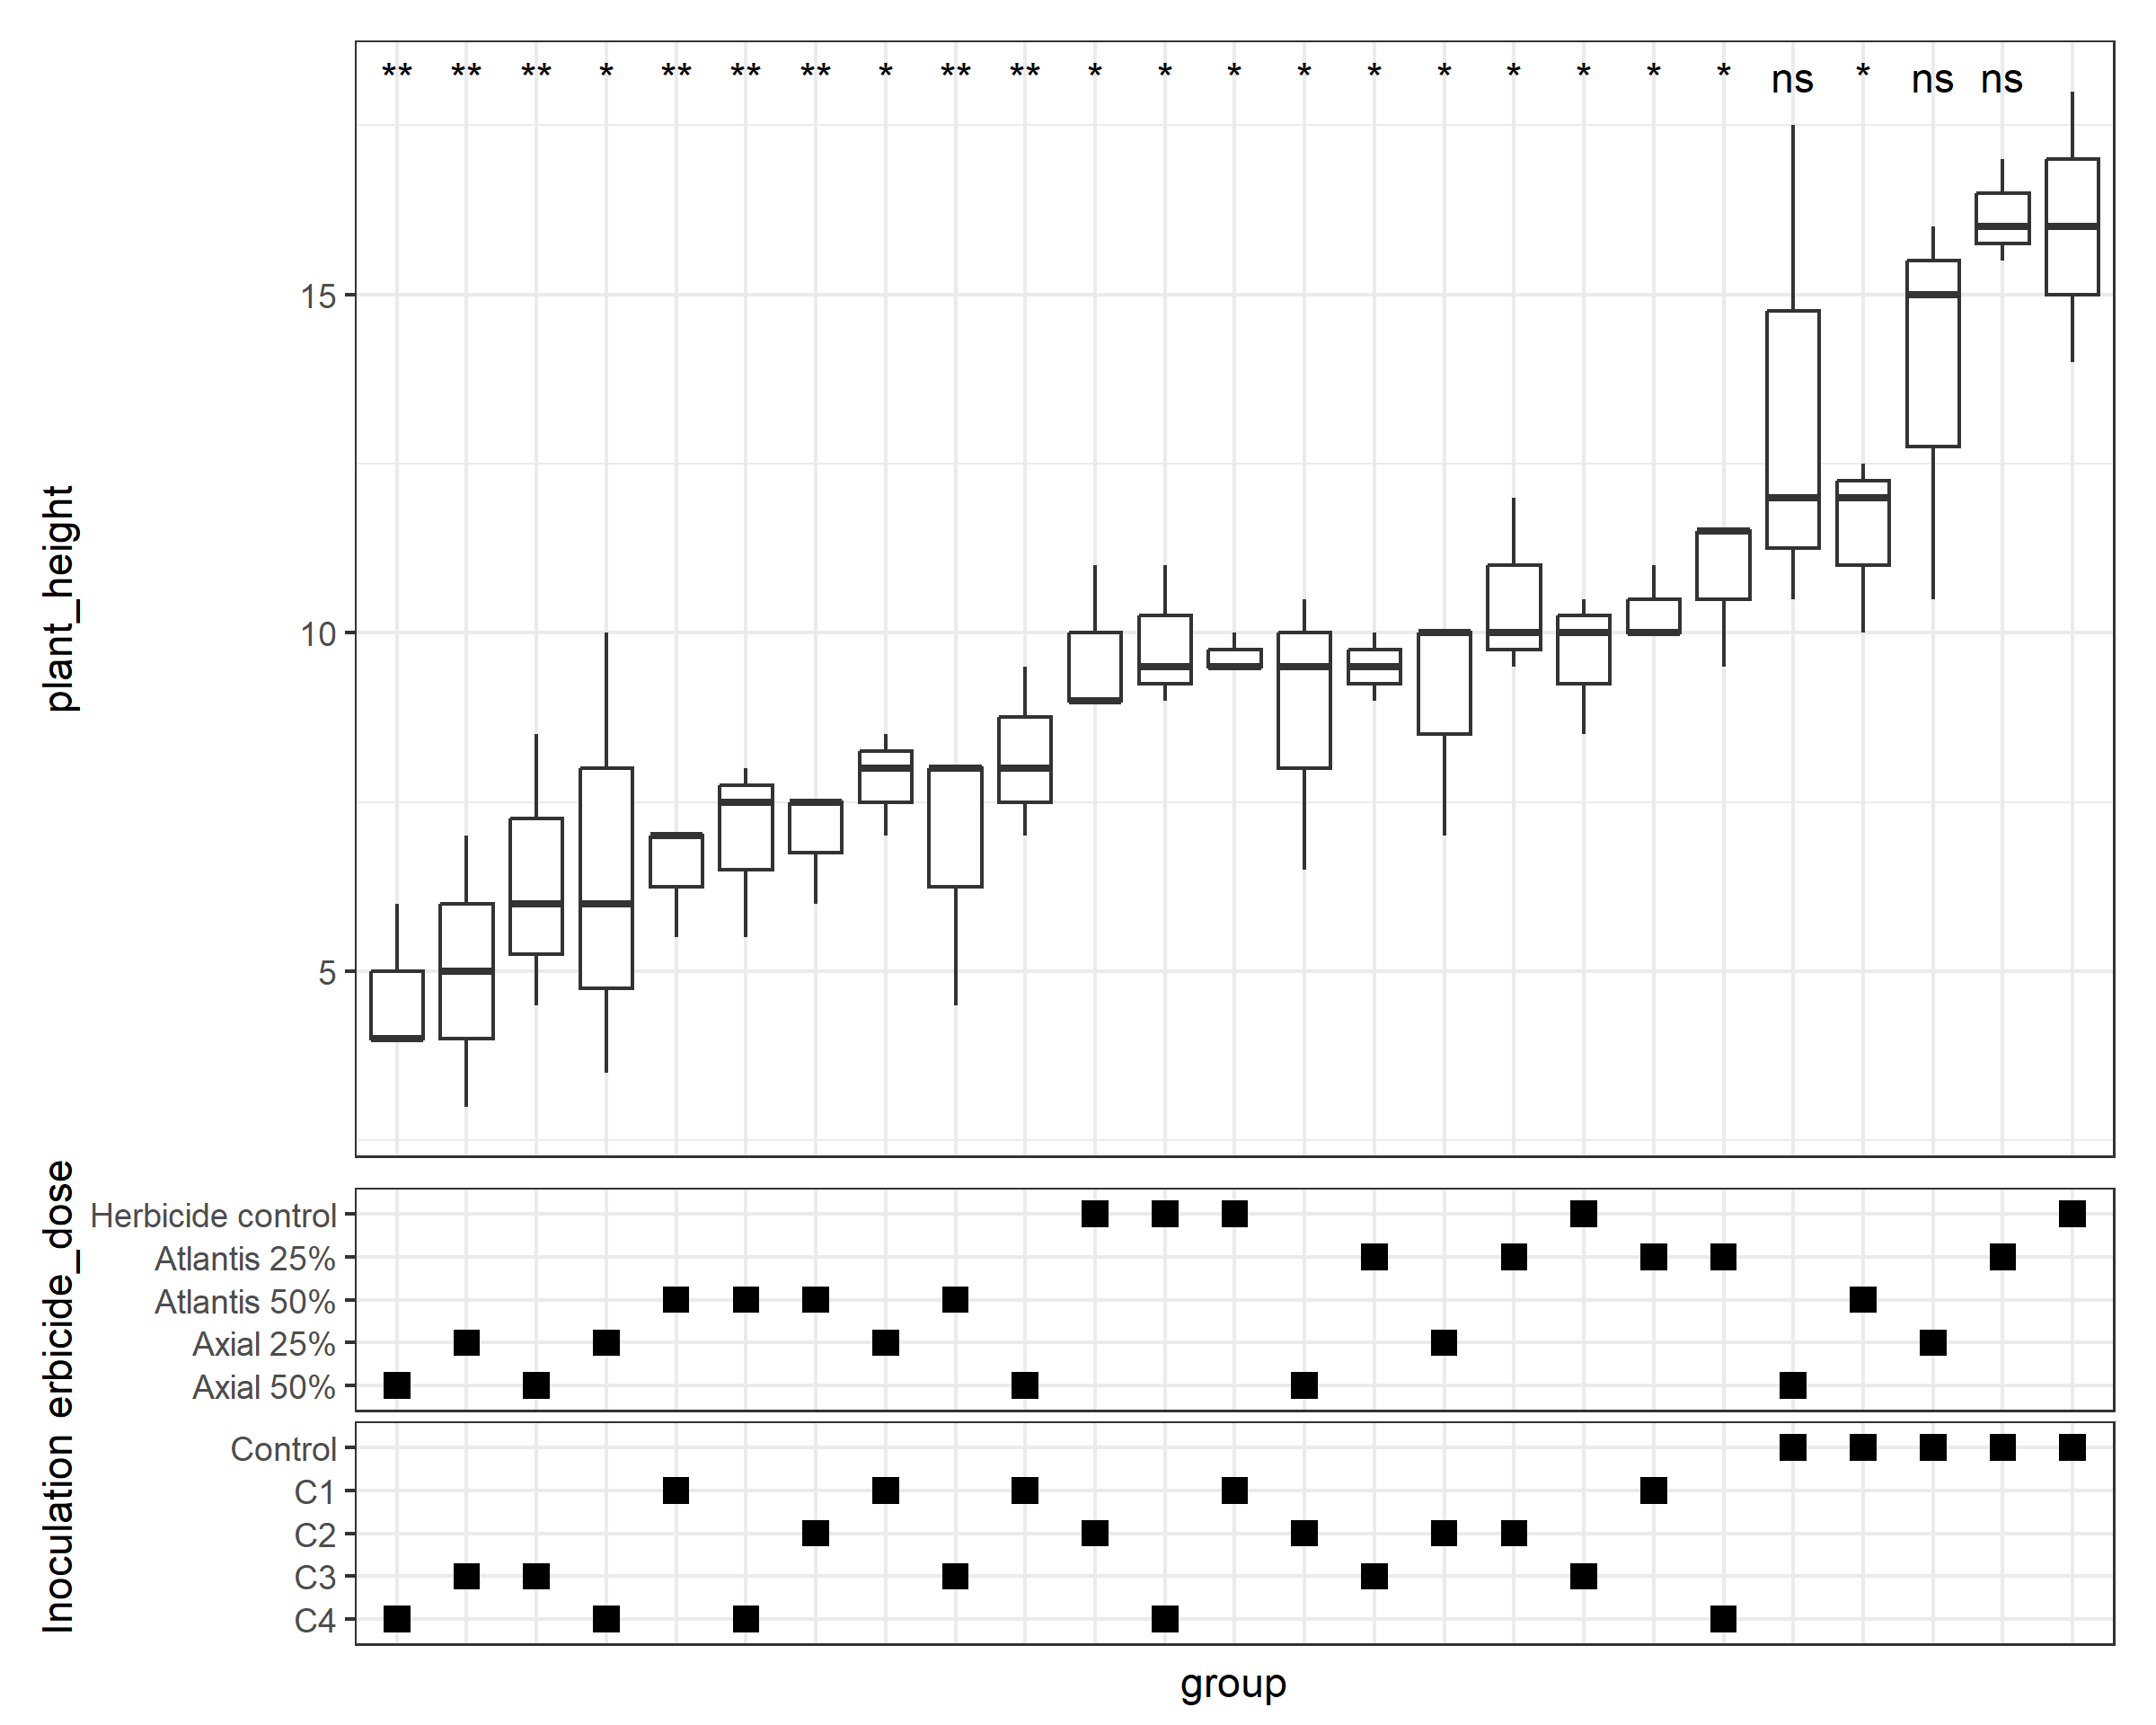 ** ** ** * ** ** ** * ** ** * * * * * * * * * * ns * ns ns
plant_height
15
10
5
erbicide_dose
Herbicide control
Atlantis 25%
Atlantis 50%
Axial 25%
Axial 50%
Inoculation
Control
C1
C2
C3
C4
group